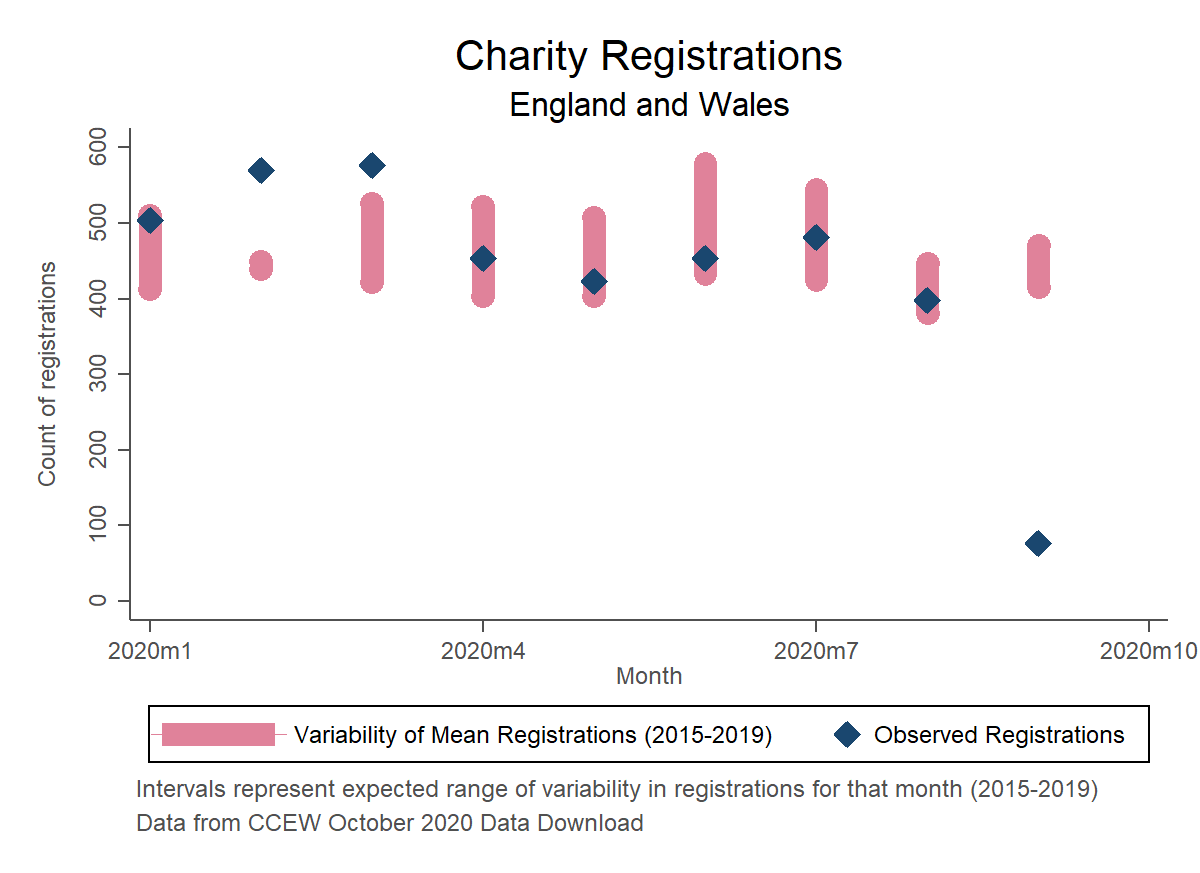 Charity Registrations
England and Wales
Count of registrations
600
500
400
300
200
100
0
2020m1
2020m4
2020m7
2020m10
Month
Variability of Mean Registrations (2015-2019)
Observed Registrations
Intervals represent expected range of variability in registrations for that month (2015-2019)
Data from CCEW October 2020 Data Download